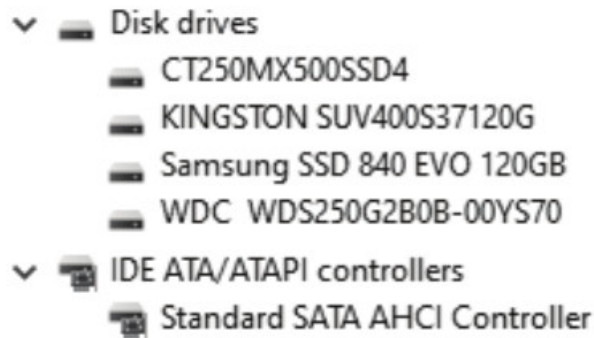 Disk drives
CT250MX500SSD4
KINGSTON SUV400S37120G
Samsung SSD 840 EVO 120GB
WDC  WDS250G2B0B-00YS70
IDE ATA/ATAPI controllers
Standard SATA AHCI Controller